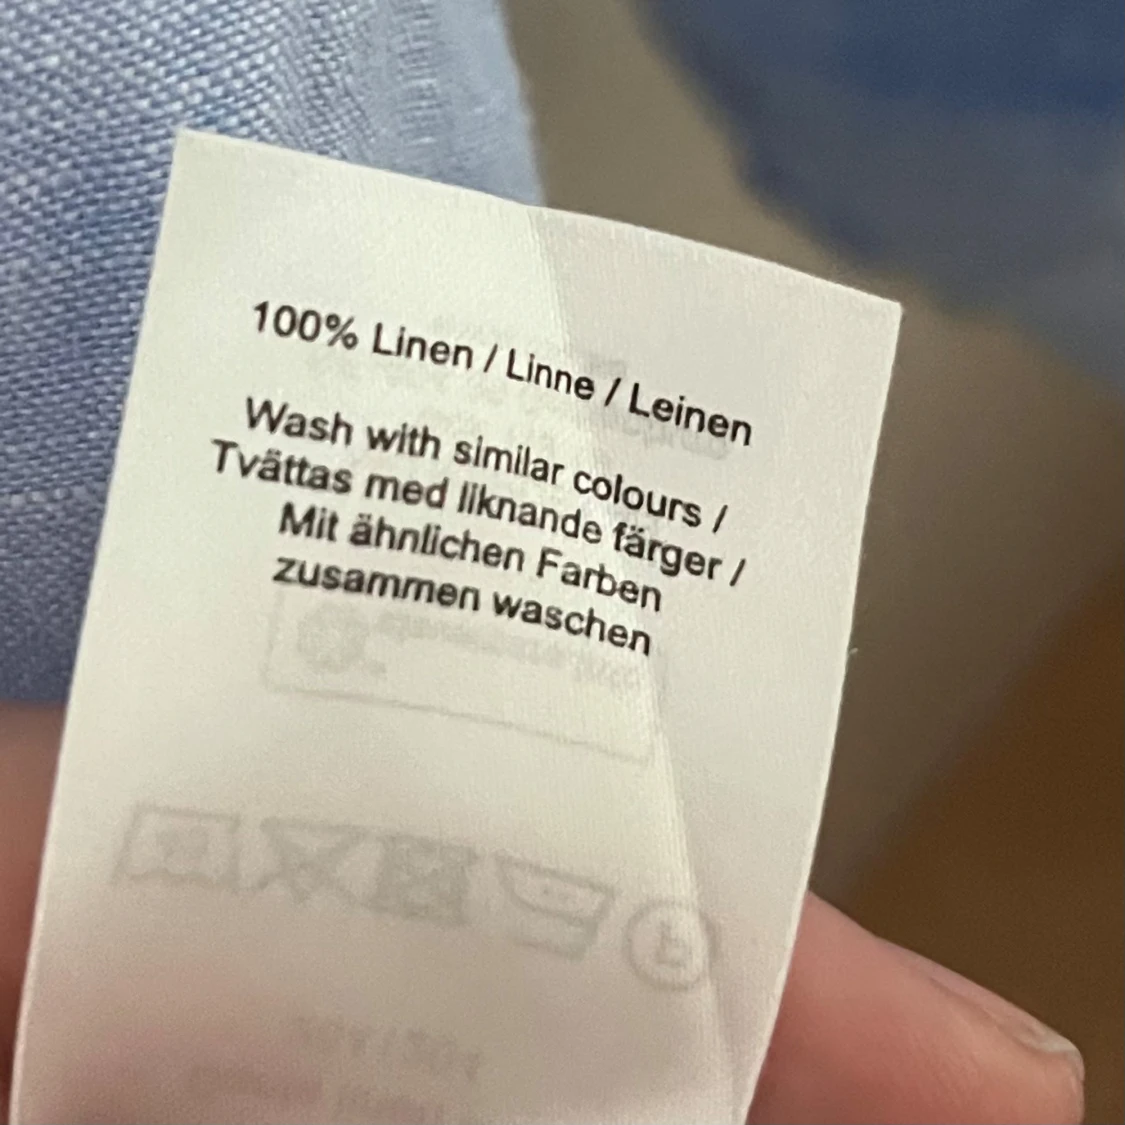 100% Linen / Linne / Leinen
Wash with similar colours /
Tvättas med liknande färger /
Mit ähnlichen Farben
zusammen waschen